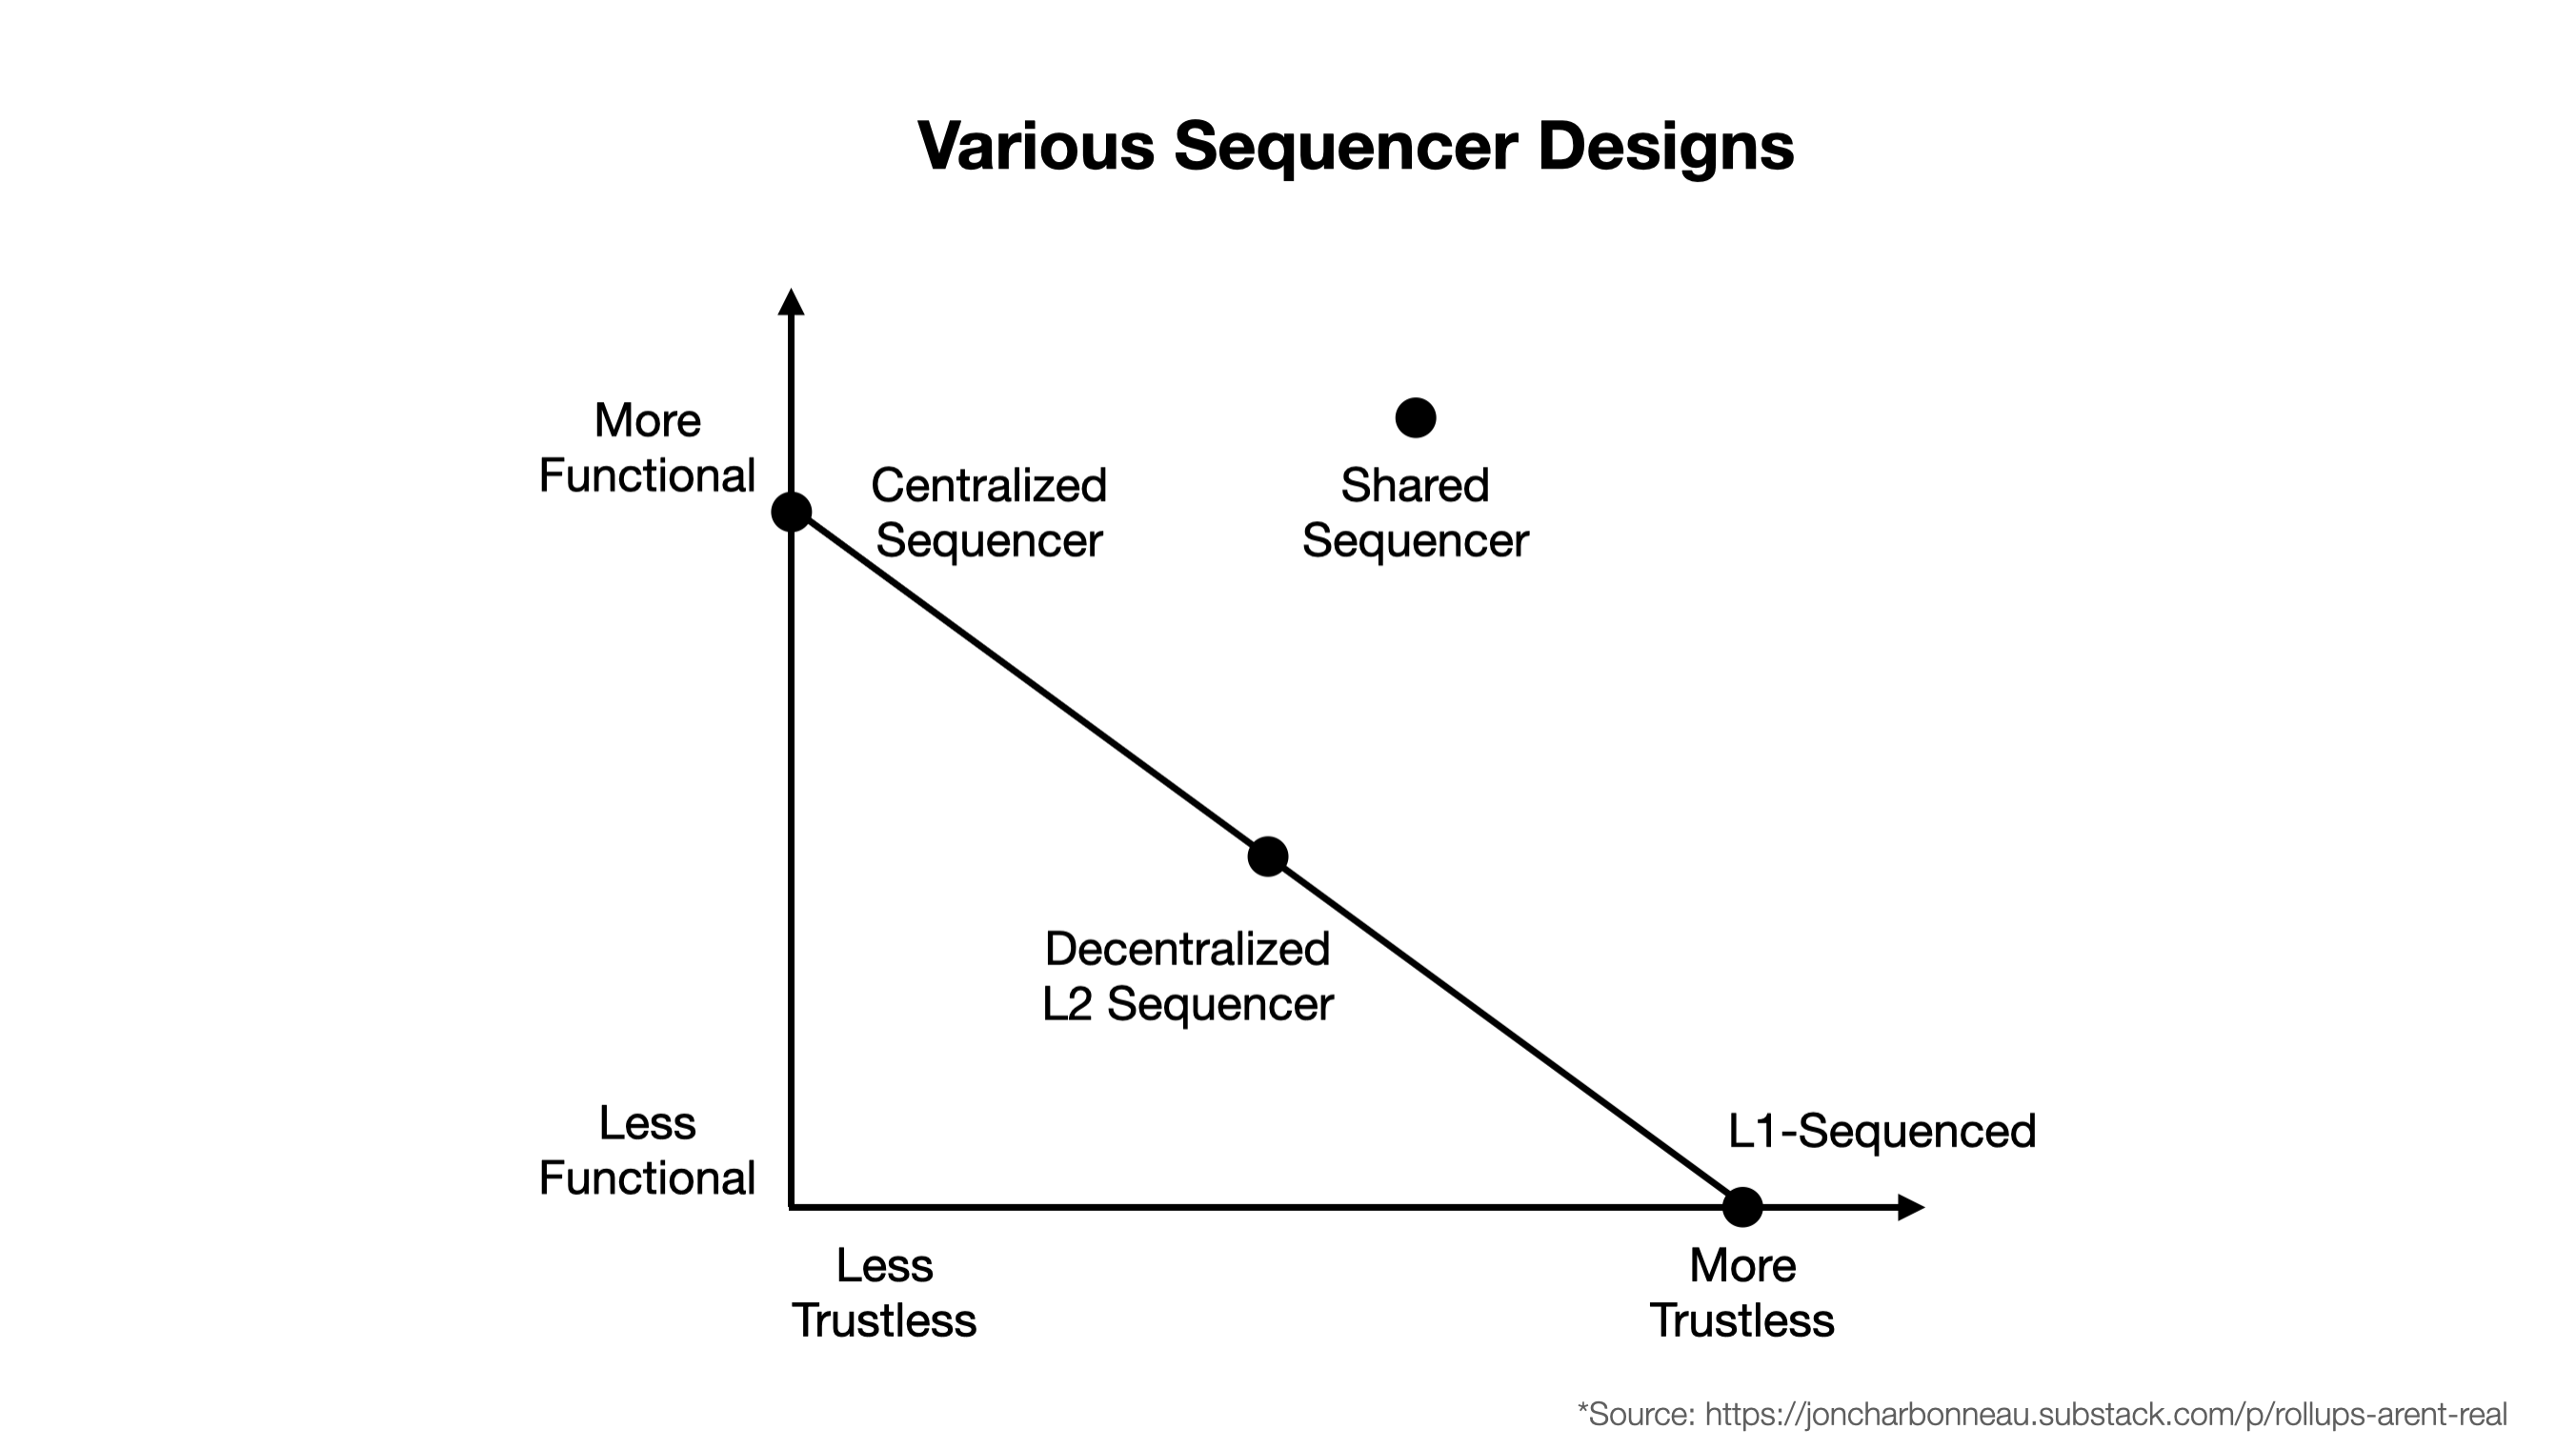 Various Sequencer Designs
More
Functional
Centralized
Sequencer
Shared
Sequencer
Decentralized
L2 Sequencer
Less
Functional
L1-Sequenced
Less
Trustless
More
Trustless
*Source: https://joncharbonneau.substack.com/p/rollups-arent-real